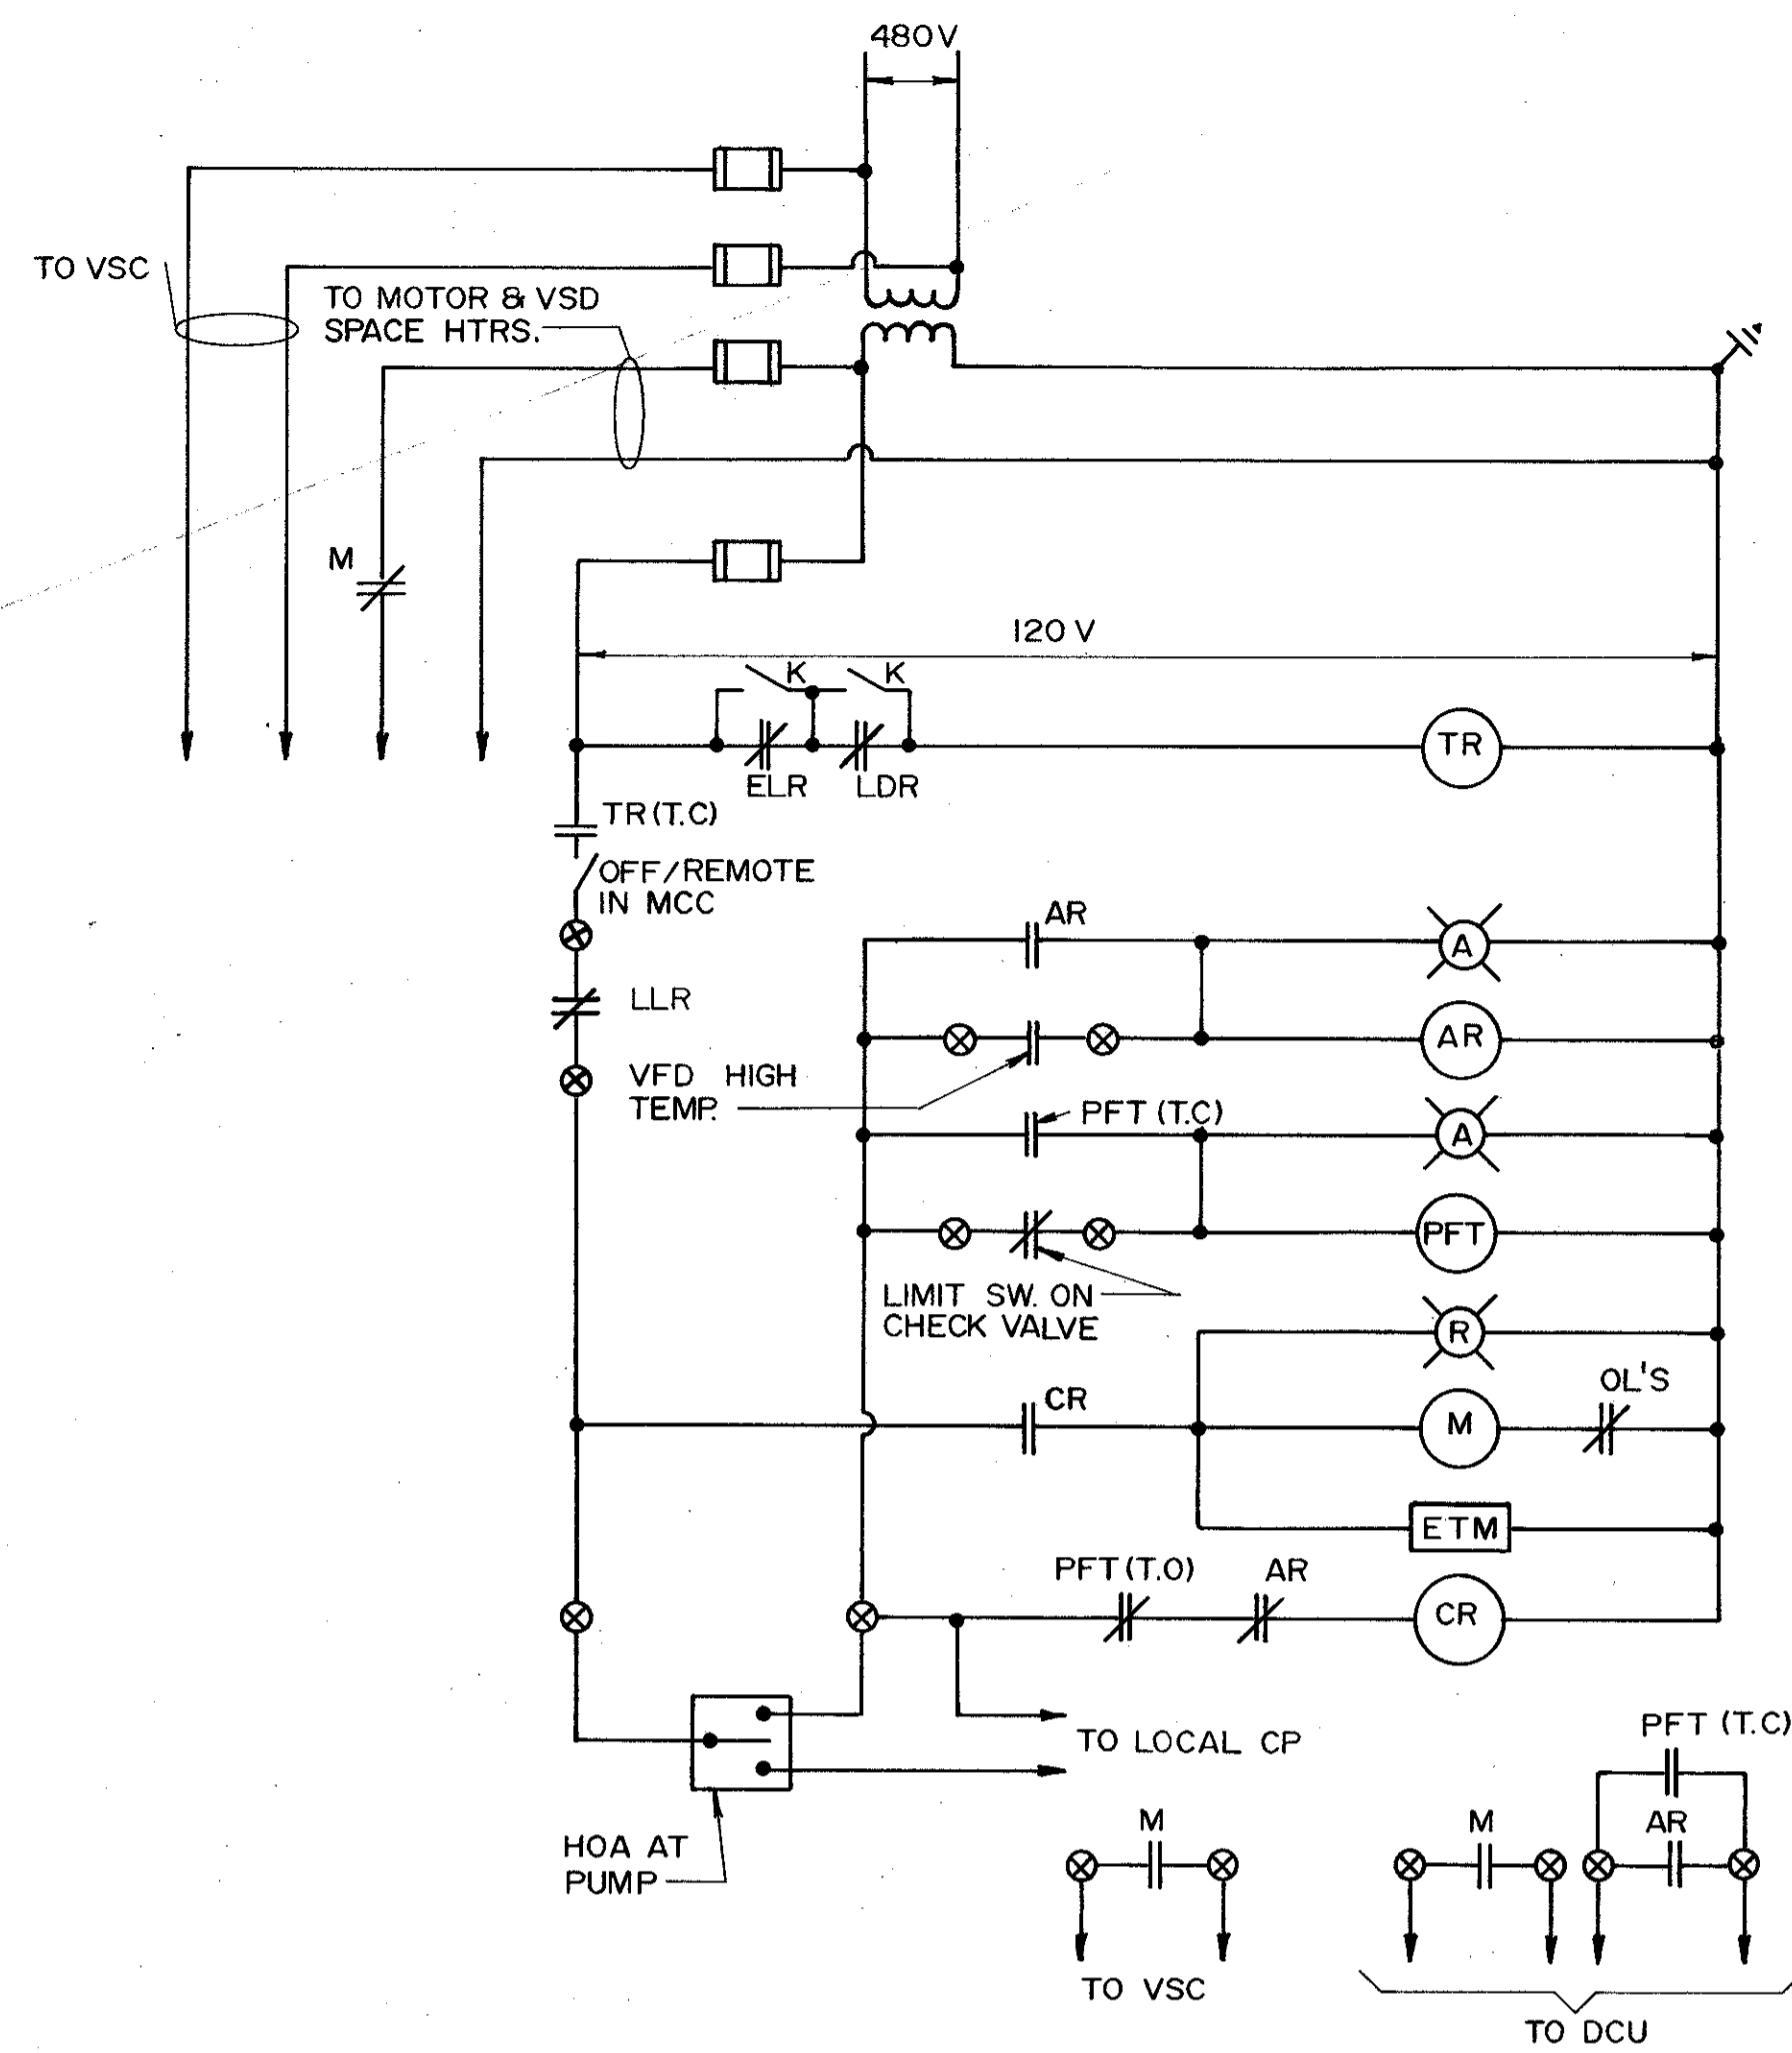 480V
TO VSC
TO MOTOR & VSD
SPACE HTRS.
M
120 V
K
K
ELR
LDR
TR
TR (T.C)
OFF/REMOTE
IN MCC
AR
A
LLR
AR
VFD HIGH
TEMP.
PFT (T.C)
A
PFT
LIMIT SW. ON
CHECK VALVE
R
OL'S
CR
M
ETM
PFT (T.O)
AR
CR
TO LOCAL CP
PFT (T.C)
HOA AT
PUMP
M
M
AR
TO VSC
TO DCU